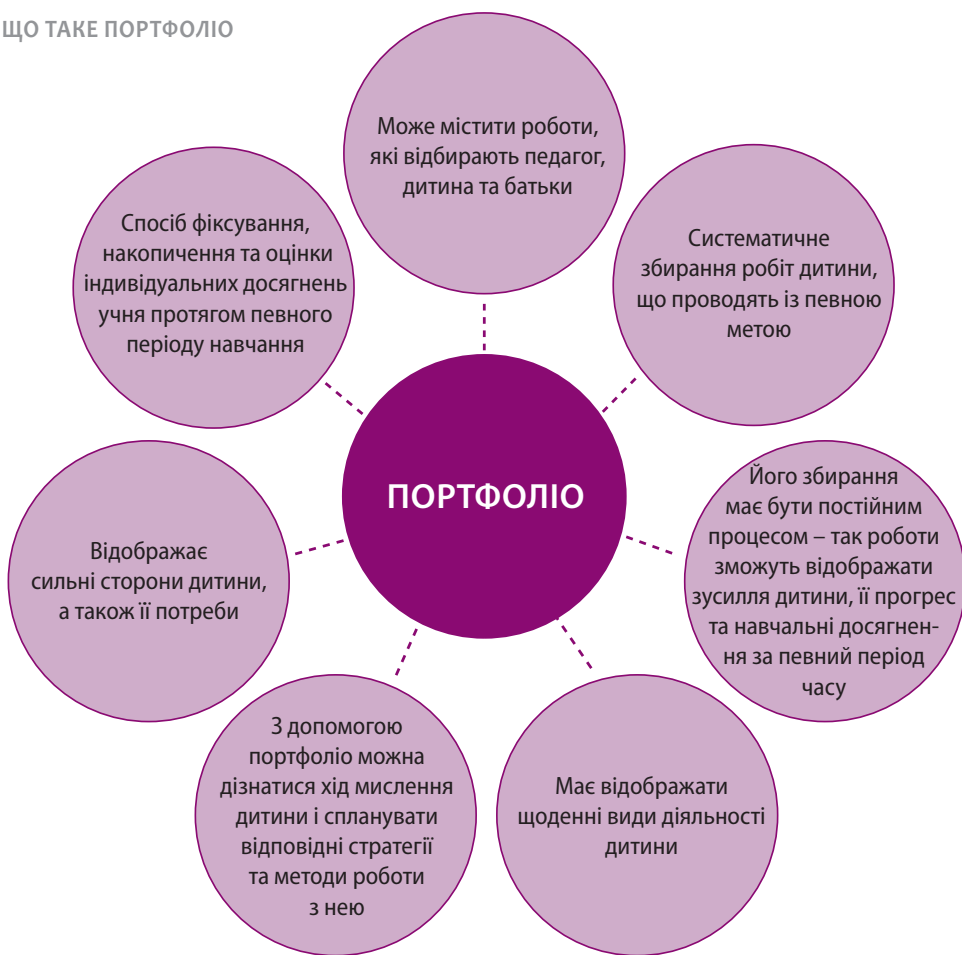 ЩО ТАКЕ ПОРТФОЛІО
Може містити роботи,
які відбирають педагог,
дитина та батьки
Систематичне
збирання робіт дитини,
що проводять із певною
метою
Його збирання
має бути постійним
процесом – так роботи
зможуть відображати
зусилля дитини, її прогрес
та навчальні досягнен-
ня за певний період
часу
Має відображати
щоденні види діяльності
дитини
З допомогою
портфоліо можна
дізнатися хід мислення
дитини і спланувати
відповідні стратегії
та методи роботи
з нею
Відображає
сильні сторони дитини,
а також її потреби
Спосіб фіксування,
накопичення та оцінки
індивідуальних досягнень
учня протягом певного
періоду навчання
ПОРТФОЛІО